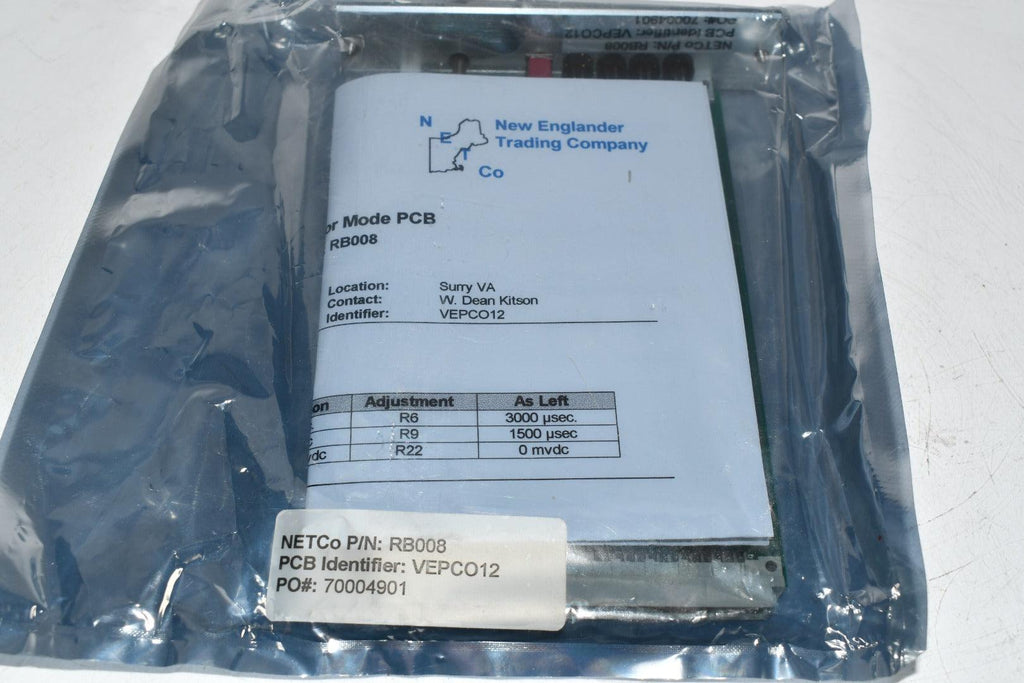 PO#: 70004901
PCB Identifier: VEPCO12
NETCo P/N: RB008
N E T Co
New Englander
Trading Company
or Mode PCB
RB008
Location: Surry VA
Contact: W. Dean Kitson
Identifier: VEPCO12
on Adjustment As Left
R6 3000 µsec.
R9 1500 µsec
vdc R22 0 mvdc
NETCo P/N: RB008
PCB Identifier: VEPCO12
PO#: 70004901